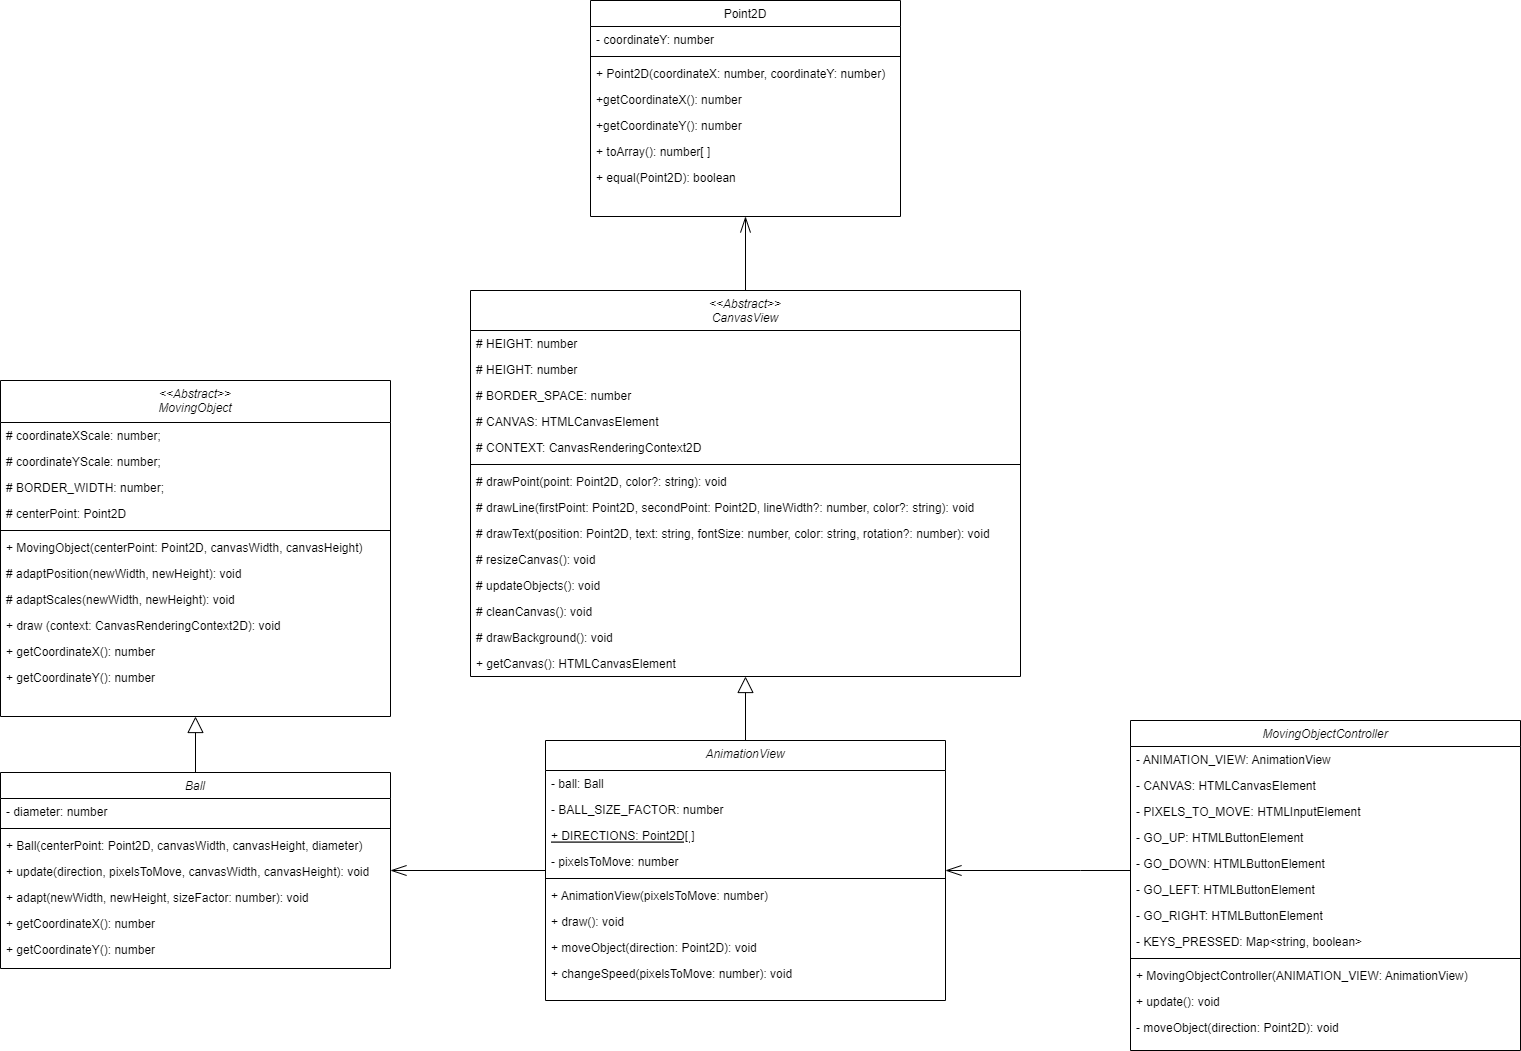 Point2D
- coordinateY: number
+ Point2D(coordinateX: number, coordinateY: number)
+getCoordinateX(): number
+getCoordinateY(): number
+ toArray(): number[ ]
+ equal(Point2D): boolean
<<Abstract>>
CanvasView
# HEIGHT: number
# HEIGHT: number
# BORDER_SPACE: number
# CANVAS: HTMLCanvasElement
# CONTEXT: CanvasRenderingContext2D
# drawPoint(point: Point2D, color?: string): void
# drawLine(firstPoint: Point2D, secondPoint: Point2D, lineWidth?: number, color?: string): void
# drawText(position: Point2D, text: string, fontSize: number, color: string, rotation?: number): void
# resizeCanvas(): void
# updateObjects(): void
# cleanCanvas(): void
# drawBackground(): void
+ getCanvas(): HTMLCanvasElement
<<Abstract>>
MovingObject
# coordinateXScale: number;
# coordinateYScale: number;
# BORDER_WIDTH: number;
# centerPoint: Point2D
+ MovingObject(centerPoint: Point2D, canvasWidth, canvasHeight)
# adaptPosition(newWidth, newHeight): void
# adaptScales(newWidth, newHeight): void
+ draw (context: CanvasRenderingContext2D): void
+ getCoordinateX(): number
+ getCoordinateY(): number
Ball
- diameter: number
+ Ball(centerPoint: Point2D, canvasWidth, canvasHeight, diameter)
+ update(direction, pixelsToMove, canvasWidth, canvasHeight): void
+ adapt(newWidth, newHeight, sizeFactor: number): void
+ getCoordinateX(): number
+ getCoordinateY(): number
AnimationView
- ball: Ball
- BALL_SIZE_FACTOR: number
+ DIRECTIONS: Point2D[ ]
- pixelsToMove: number
+ AnimationView(pixelsToMove: number)
+ draw(): void
+ moveObject(direction: Point2D): void
+ changeSpeed(pixelsToMove: number): void
MovingObjectController
- ANIMATION_VIEW: AnimationView
- CANVAS: HTMLCanvasElement
- PIXELS_TO_MOVE: HTMLInputElement
- GO_UP: HTMLButtonElement
- GO_DOWN: HTMLButtonElement
- GO_LEFT: HTMLButtonElement
- GO_RIGHT: HTMLButtonElement
- KEYS_PRESSED: Map<string, boolean>
+ MovingObjectController(ANIMATION_VIEW: AnimationView)
+ update(): void
- moveObject(direction: Point2D): void